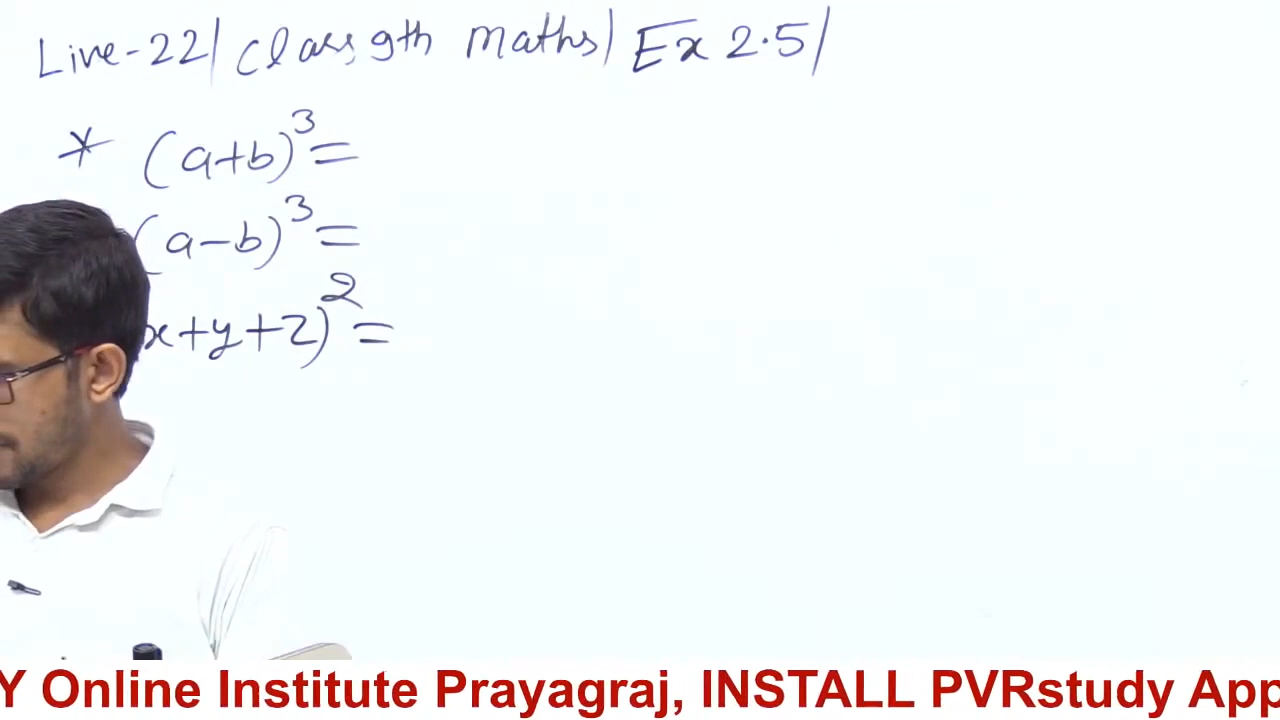 Live-22/ Class 9th maths/ Ex 2.5/
* (a+b)³=
(a-b)³=
x+y+z)²=
Y Online Institute Prayagraj, INSTALL PVRstudy App